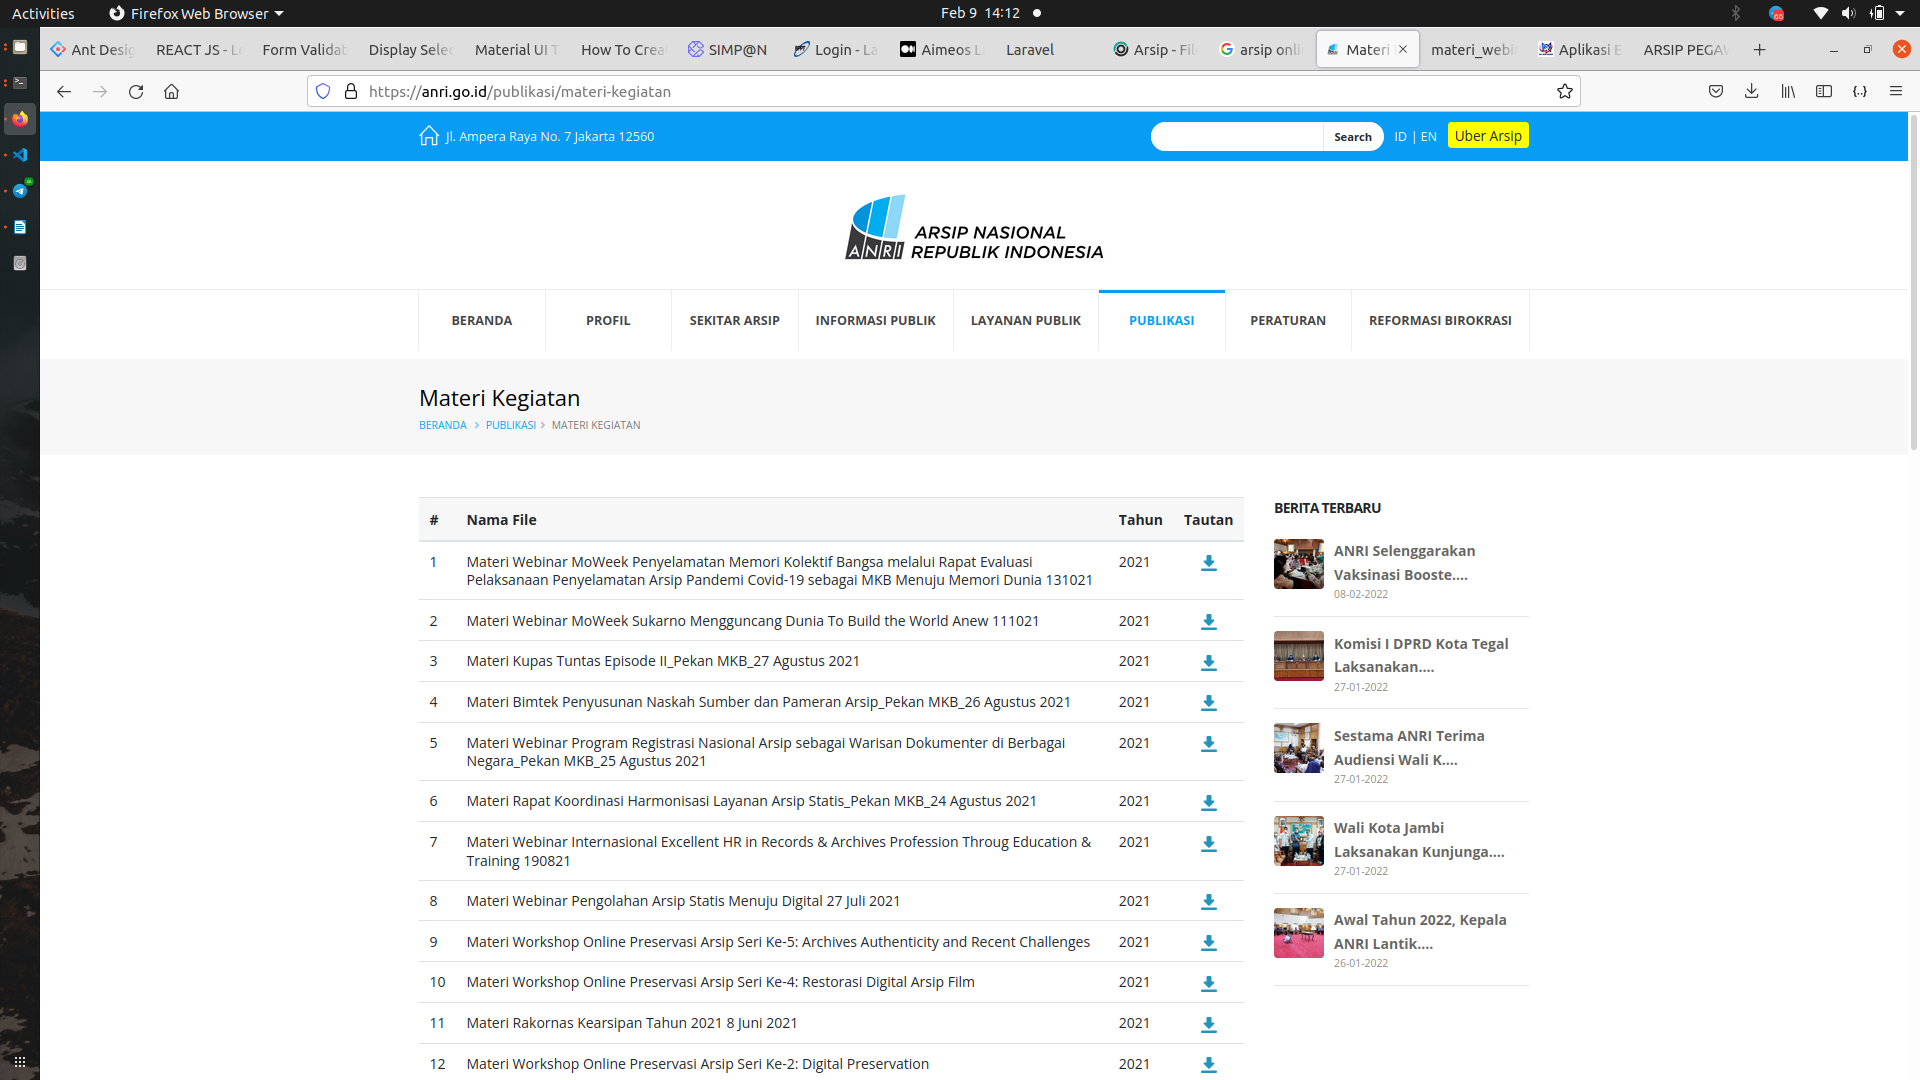 Activities
Firefox Web Browser
Feb 9 14:12
Ant Desig
REACT JS - L
Form Validat
Display Selec
Material UI T
How To Crea
SIMP@N
Login - La
Aimeos L
Laravel
Arsip - File
arsip onli
Materi
materi_webi
Aplikasi E
ARSIP PEGAW
https://anri.go.id/publikasi/materi-kegiatan
Jl. Ampera Raya No. 7 Jakarta 12560
Search
ID | EN
Uber Arsip
ANRI
ARSIP NASIONAL
REPUBLIK INDONESIA
BERANDA
PROFIL
SEKITAR ARSIP
INFORMASI PUBLIK
LAYANAN PUBLIK
PUBLIKASI
PERATURAN
REFORMASI BIROKRASI
Materi Kegiatan
BERANDA > PUBLIKASI > MATERI KEGIATAN
# Nama File Tahun Tautan
1 Materi Webinar MoWeek Penyelamatan Memori Kolektif Bangsa melalui Rapat Evaluasi 2021
Pelaksanaan Penyelamatan Arsip Pandemi Covid-19 sebagai MKB Menuju Memori Dunia 131021
2 Materi Webinar MoWeek Sukarno Mengguncang Dunia To Build the World Anew 111021 2021
3 Materi Kupas Tuntas Episode II_Pekan MKB_27 Agustus 2021 2021
4 Materi Bimtek Penyusunan Naskah Sumber dan Pameran Arsip_Pekan MKB_26 Agustus 2021 2021
5 Materi Webinar Program Registrasi Nasional Arsip sebagai Warisan Dokumenter di Berbagai 2021
Negara_Pekan MKB_25 Agustus 2021
6 Materi Rapat Koordinasi Harmonisasi Layanan Arsip Statis_Pekan MKB_24 Agustus 2021 2021
7 Materi Webinar Internasional Excellent HR in Records & Archives Profession Throug Education & 2021
Training 190821
8 Materi Webinar Pengolahan Arsip Statis Menuju Digital 27 Juli 2021 2021
9 Materi Workshop Online Preservasi Arsip Seri Ke-5: Archives Authenticity and Recent Challenges 2021
10 Materi Workshop Online Preservasi Arsip Seri Ke-4: Restorasi Digital Arsip Film 2021
11 Materi Rakornas Kearsipan Tahun 2021 8 Juni 2021 2021
12 Materi Workshop Online Preservasi Arsip Seri Ke-2: Digital Preservation 2021
BERITA TERBARU
ANRI Selenggarakan
Vaksinasi Booste....
08-02-2022
Komisi I DPRD Kota Tegal
Laksanakan....
27-01-2022
Sestama ANRI Terima
Audiensi Wali K....
27-01-2022
Wali Kota Jambi
Laksanakan Kunjunga....
27-01-2022
Awal Tahun 2022, Kepala
ANRI Lantik....
26-01-2022